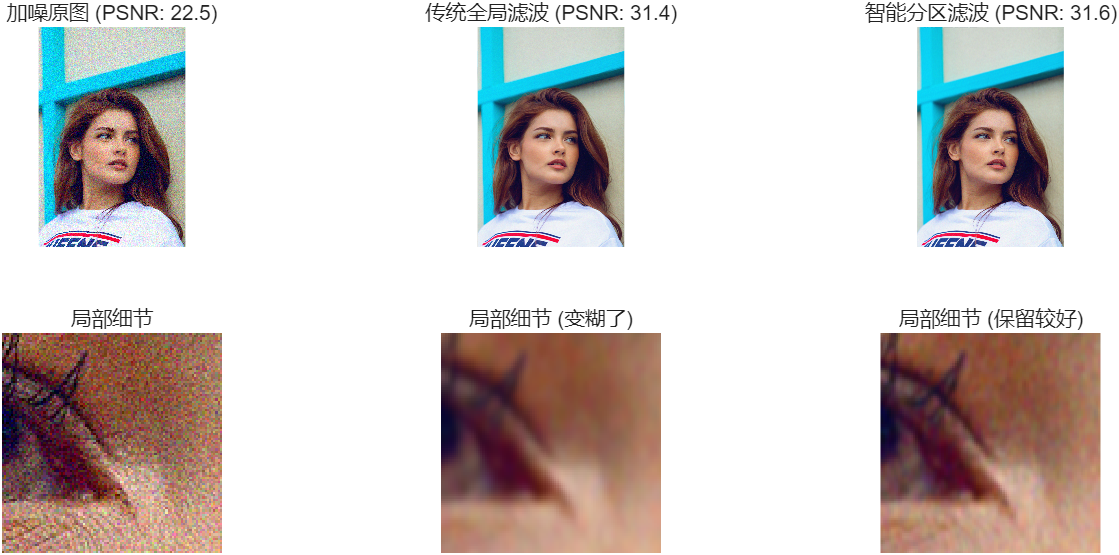 加噪原图 (PSNR: 22.5)
传统全局滤波 (PSNR: 31.4)
智能分区滤波 (PSNR: 31.6)
局部细节
局部细节 (变糊了)
局部细节 (保留较好)